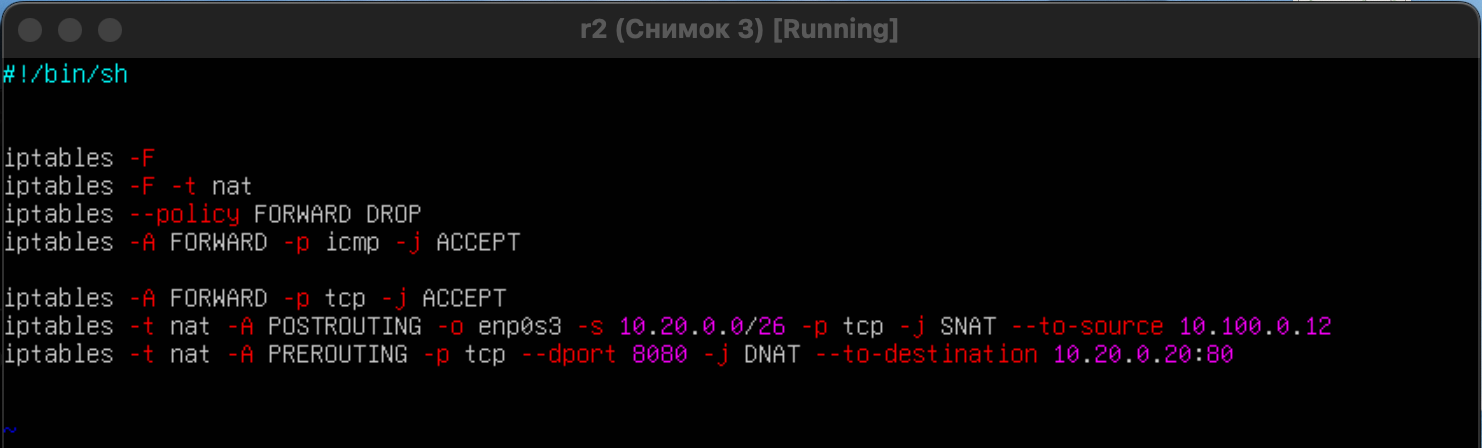 r2 (Снимок 3) [Running]
#!/bin/sh
iptables -F
iptables -F -t nat
iptables --policy FORWARD DROP
iptables -A FORWARD -p icmp -j ACCEPT
iptables -A FORWARD -p tcp -j ACCEPT
iptables -t nat -A POSTROUTING -o enp0s3 -s 10.20.0.0/26 -p tcp -j SNAT --to-source 10.100.0.12
iptables -t nat -A PREROUTING -p tcp --dport 8080 -j DNAT --to-destination 10.20.0.20:80
~